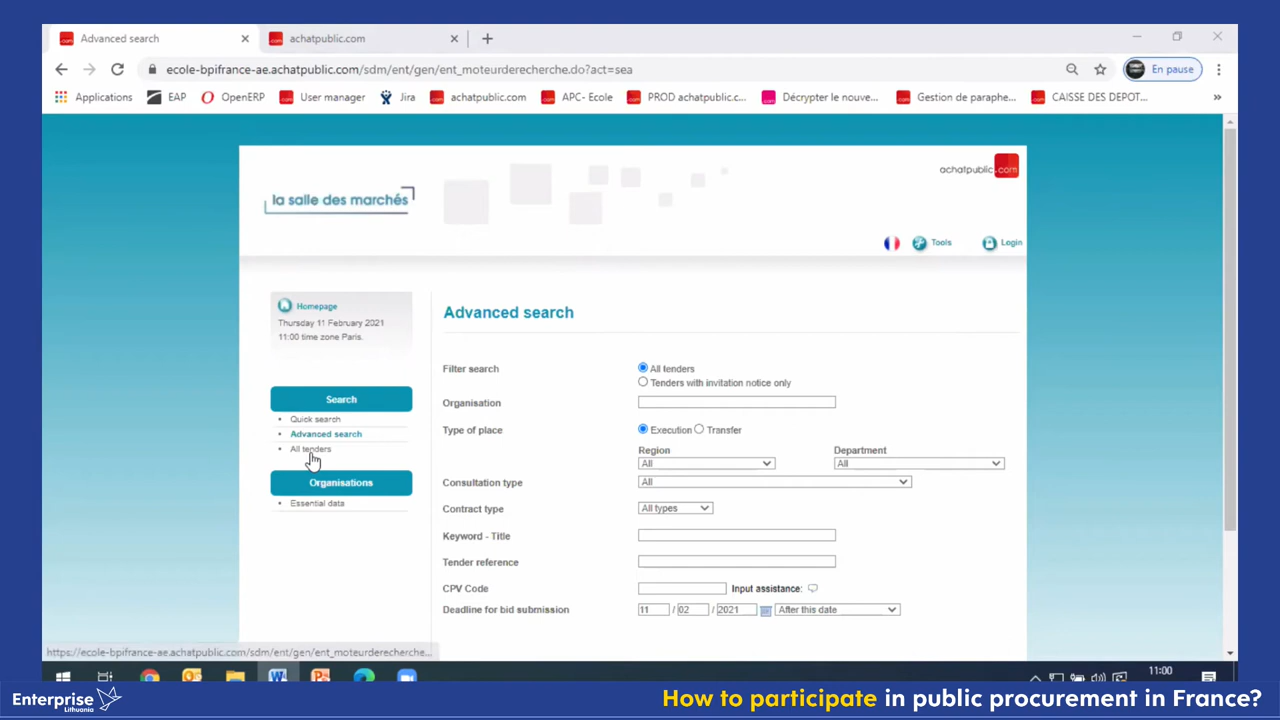 Advanced search
achatpublic.com
ecole-bpifrance-ae.achatpublic.com/sdm/ent/gen/ent_moteurderecherche.do?act=sea
En pause
Applications
EAP
OpenERP
User manager
Jira
achatpublic.com
APC- Ecole
PROD achatpublic.c...
Décrypter le nouve...
Gestion de paraphe...
CAISSE DES DEPOT...
»
achatpublic.com
la salle des marchés
Tools
Login
Homepage
Thursday 11 February 2021
11:00 time zone Paris.
Search
• Quick search
• Advanced search
• All tenders
Organisations
• Essential data
Advanced search
Filter search
All tenders
Tenders with invitation notice only
Organisation
Type of place
Execution
Transfer
Region
Department
All
All
Consultation type
All
Contract type
All types
Keyword - Title
Tender reference
CPV Code
Input assistance:
Deadline for bid submission
11 / 02 / 2021
After this date
https://ecole-bpifrance-ae.achatpublic.com/sdm/ent/gen/ent_moteurderecherche...
11:00
Enterprise
Lithuania
How to participate in public procurement in France?